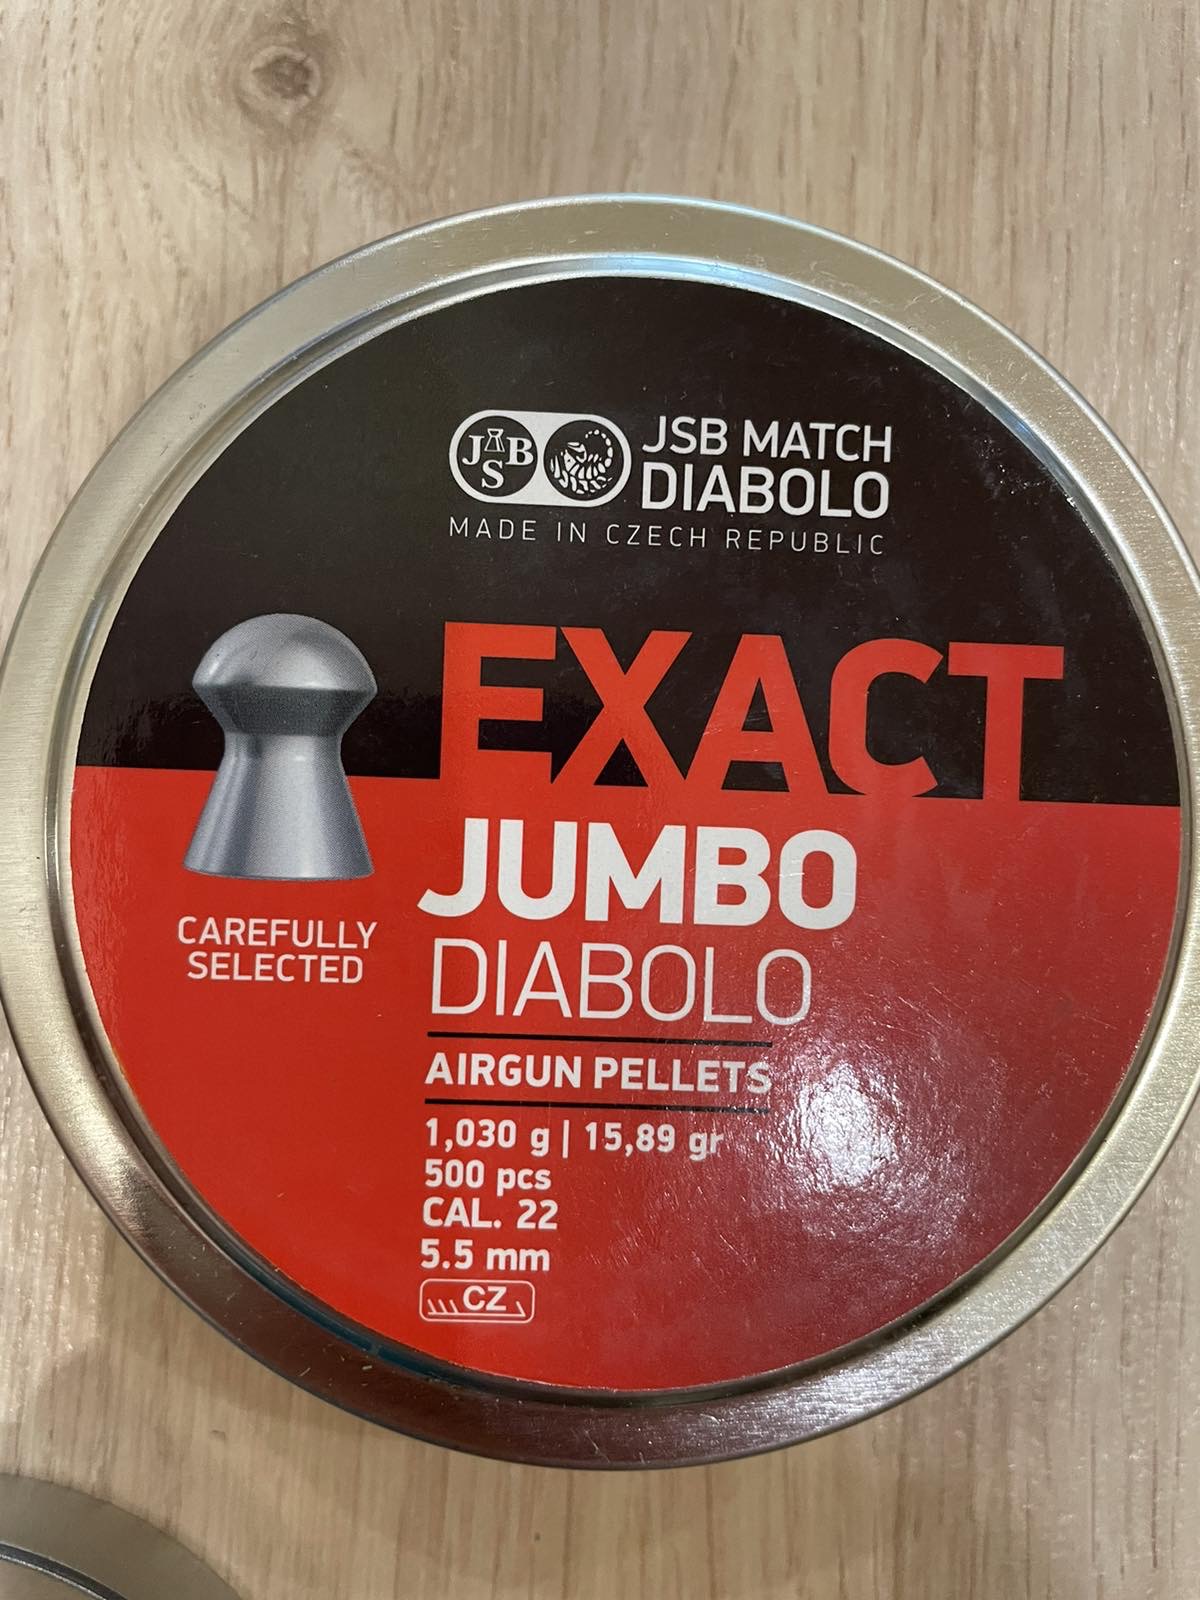 JSB
JSB MATCH
DIABOLO
MADE IN CZECH REPUBLIC
EXACT
JUMBO
DIABOLO
CAREFULLY
SELECTED
AIRGUN PELLETS
1,030 g | 15,89 gr
500 pcs
CAL. 22
5.5 mm
CZ